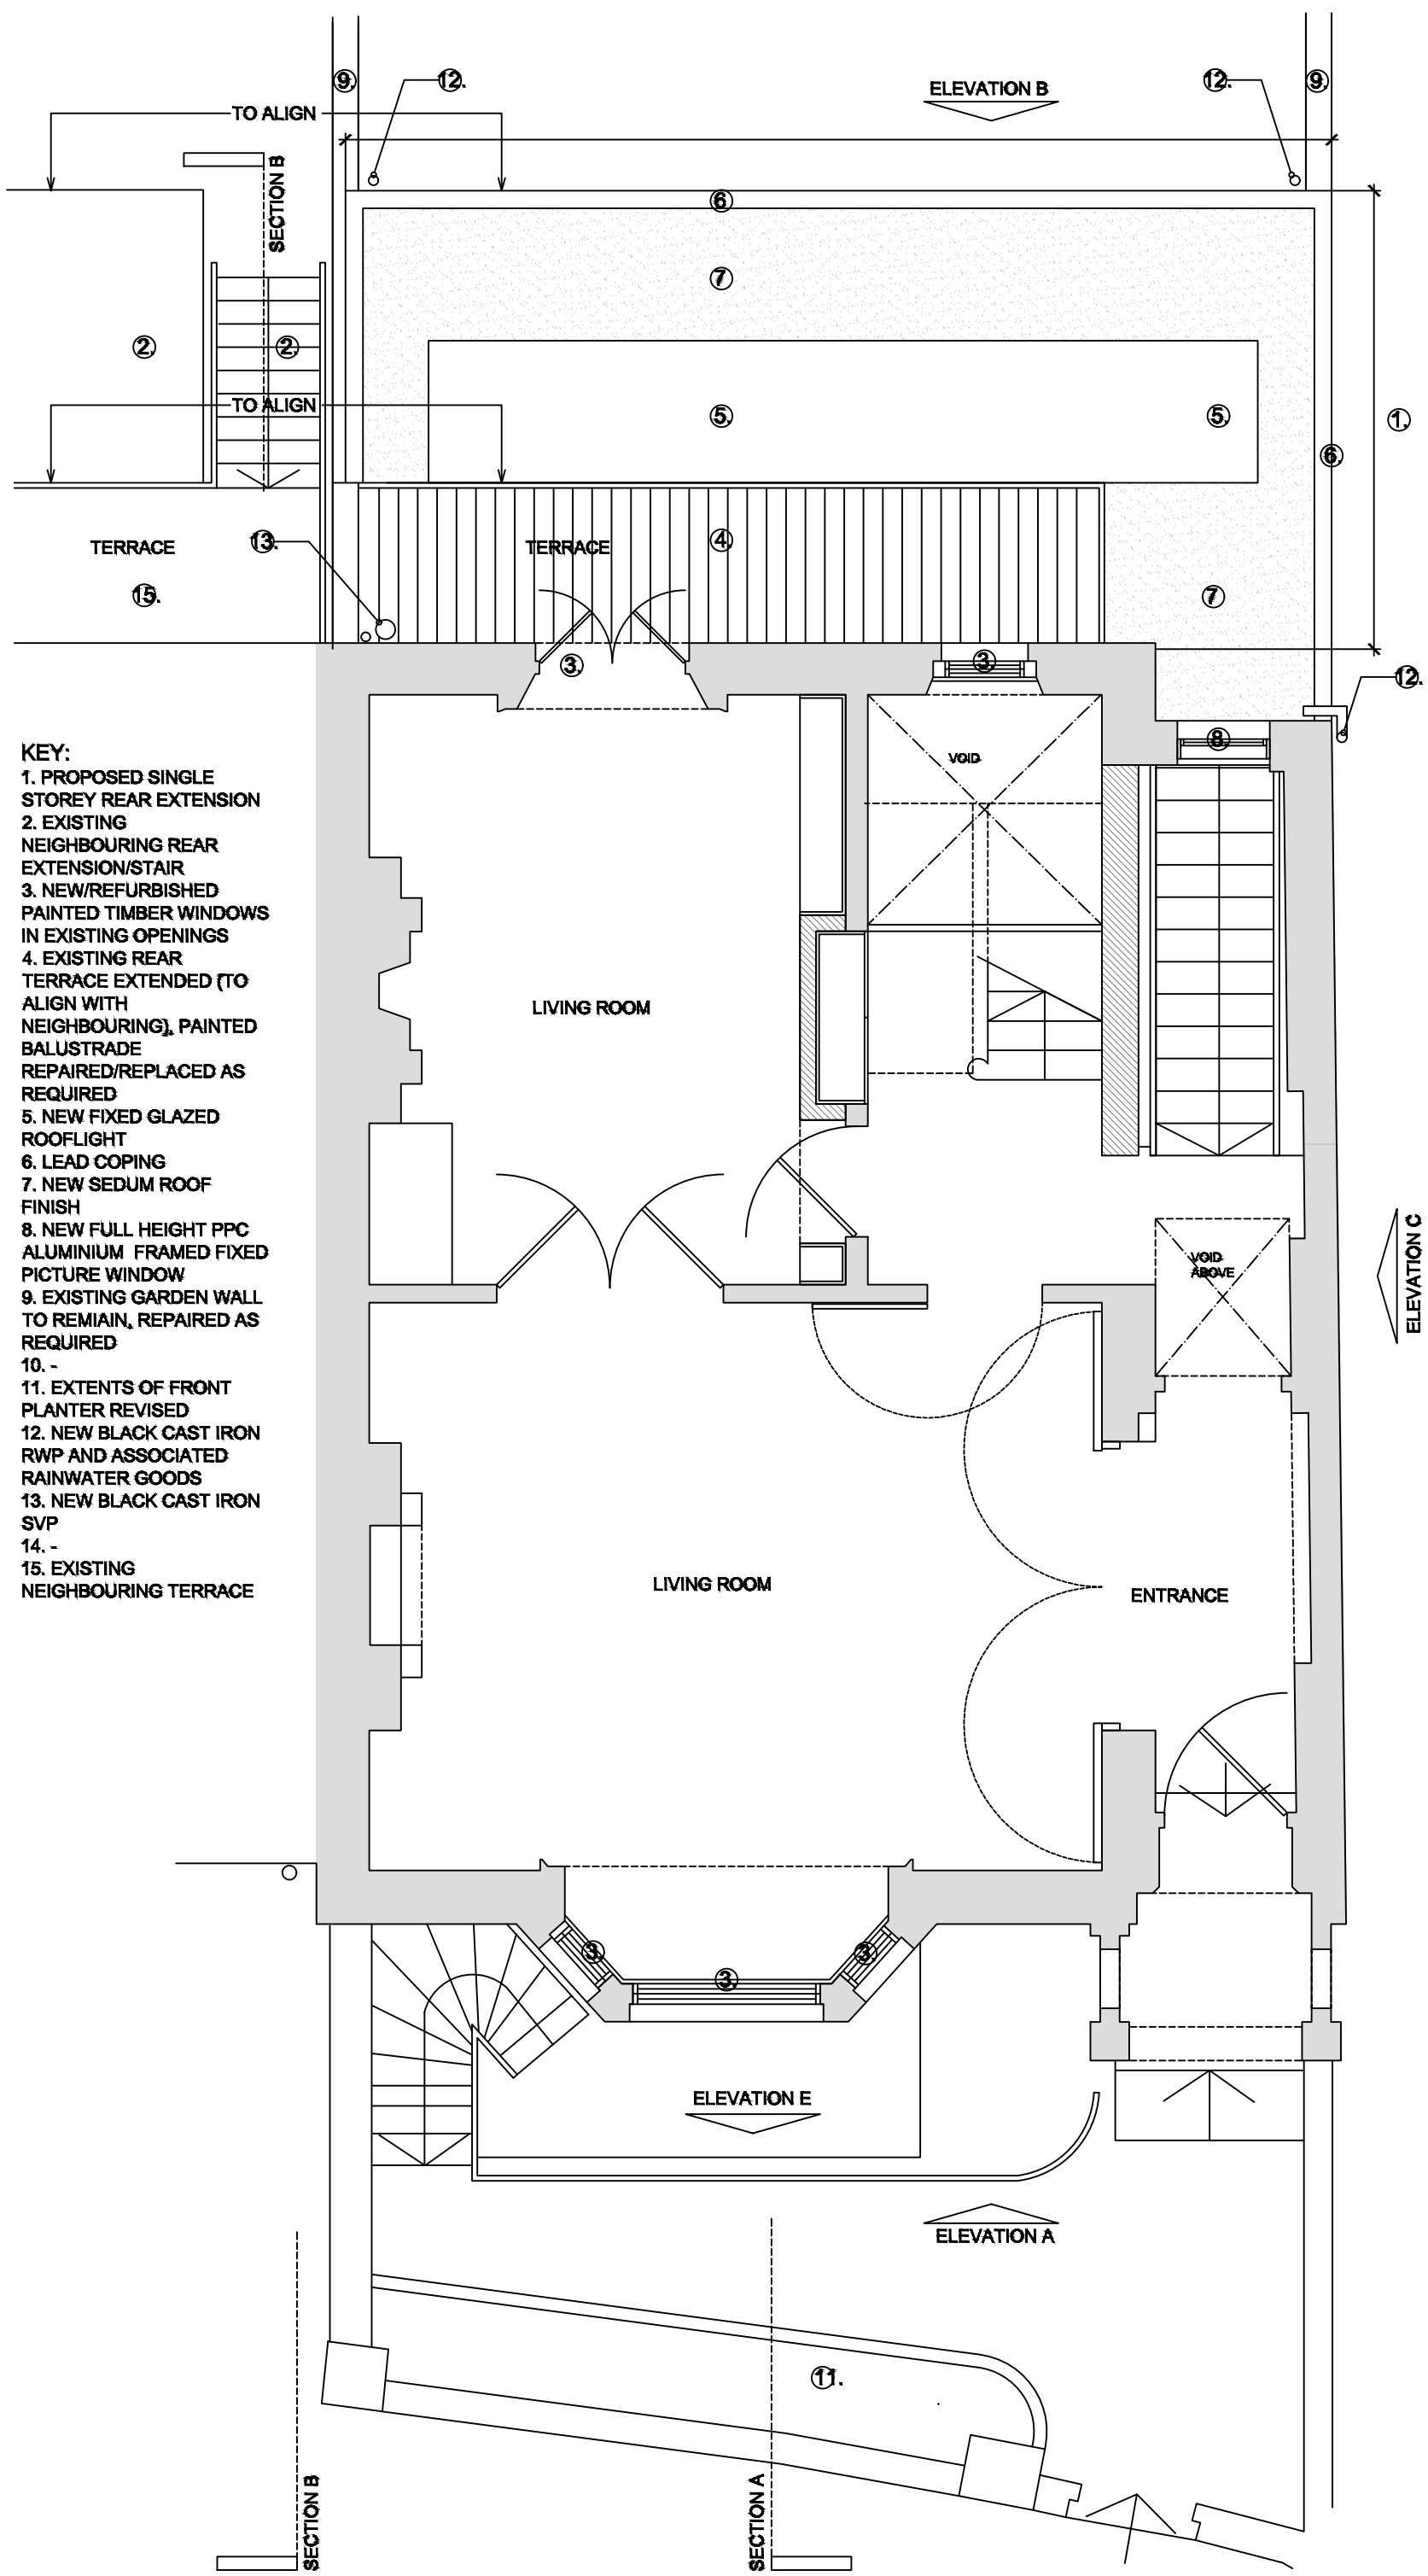 9.
12.
ELEVATION B
12.
9.
TO ALIGN
SECTION B
6
7
2.
2.
TO ALIGN
5.
5.
1.
6.
TERRACE
13.
TERRACE
4.
15.
7
3.
3.
12.
8.
VOID
KEY:
1. PROPOSED SINGLE
STOREY REAR EXTENSION
2. EXISTING
NEIGHBOURING REAR
EXTENSION/STAIR
3. NEW/REFURBISHED
PAINTED TIMBER WINDOWS
IN EXISTING OPENINGS
4. EXISTING REAR
TERRACE EXTENDED (TO
ALIGN WITH
NEIGHBOURING), PAINTED
BALUSTRADE
REPAIRED/REPLACED AS
REQUIRED
5. NEW FIXED GLAZED
ROOFLIGHT
6. LEAD COPING
7. NEW SEDUM ROOF
FINISH
8. NEW FULL HEIGHT PPC
ALUMINIUM FRAMED FIXED
PICTURE WINDOW
9. EXISTING GARDEN WALL
TO REMIAIN, REPAIRED AS
REQUIRED
10. -
11. EXTENTS OF FRONT
PLANTER REVISED
12. NEW BLACK CAST IRON
RWP AND ASSOCIATED
RAINWATER GOODS
13. NEW BLACK CAST IRON
SVP
14. -
15. EXISTING
NEIGHBOURING TERRACE
LIVING ROOM
VOID
ABOVE
ELEVATION C
LIVING ROOM
ENTRANCE
3.
3.
3.
ELEVATION E
ELEVATION A
11.
SECTION B
SECTION A